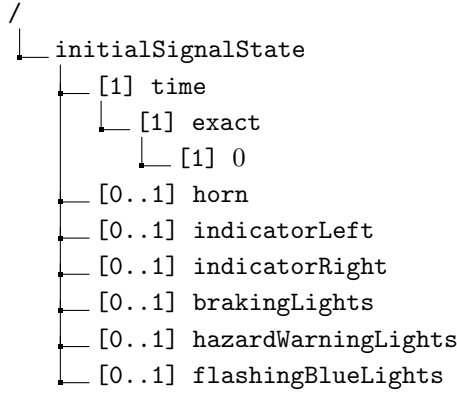 /
initialSignalState
[1] time
[1] exact
[1] 0
[0..1] horn
[0..1] indicatorLeft
[0..1] indicatorRight
[0..1] brakingLights
[0..1] hazardWarningLights
[0..1] flashingBlueLights